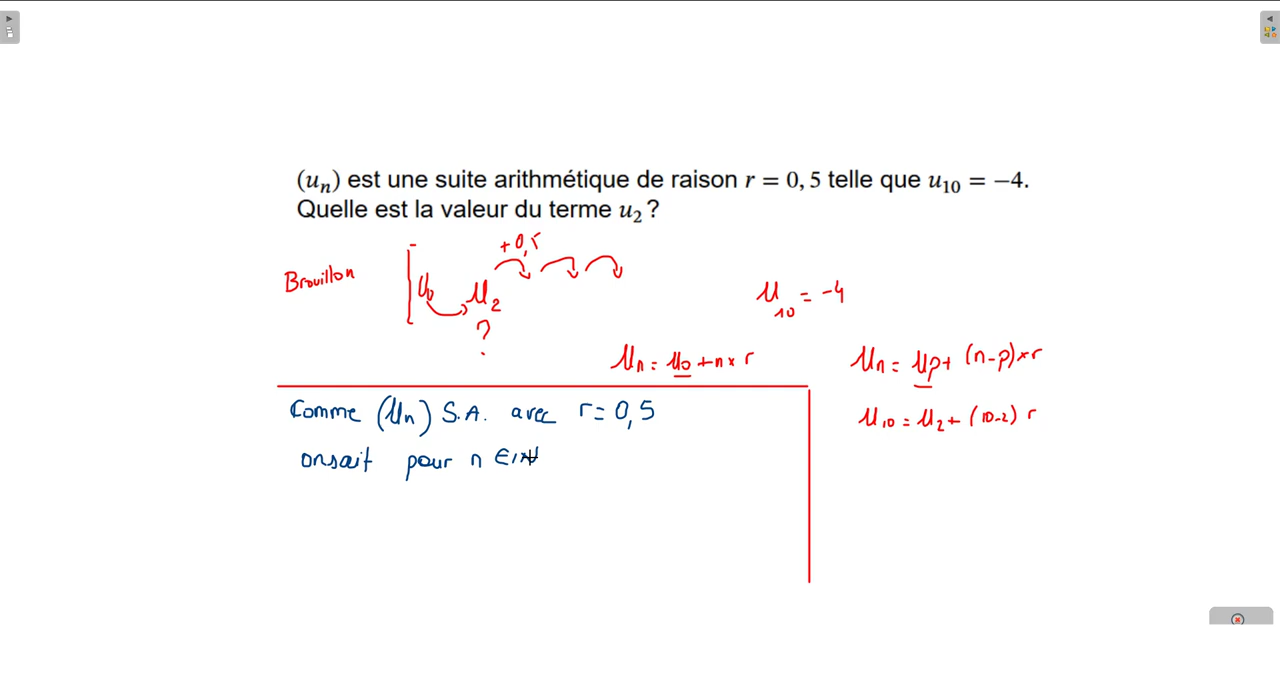 (uₙ) est une suite arithmétique de raison r = 0, 5 telle que u₁₀ = −4.
Quelle est la valeur du terme u₂ ?
Brouillon
+0,5
u₀ u₂
?
u₁₀ = -4
uₙ = u₀ + n × r
uₙ = up + (n-p) × r
u₁₀ = u₂ + (10-2) r
Comme (uₙ) S.A. avec r = 0,5
on sait pour n ∈ ℕ